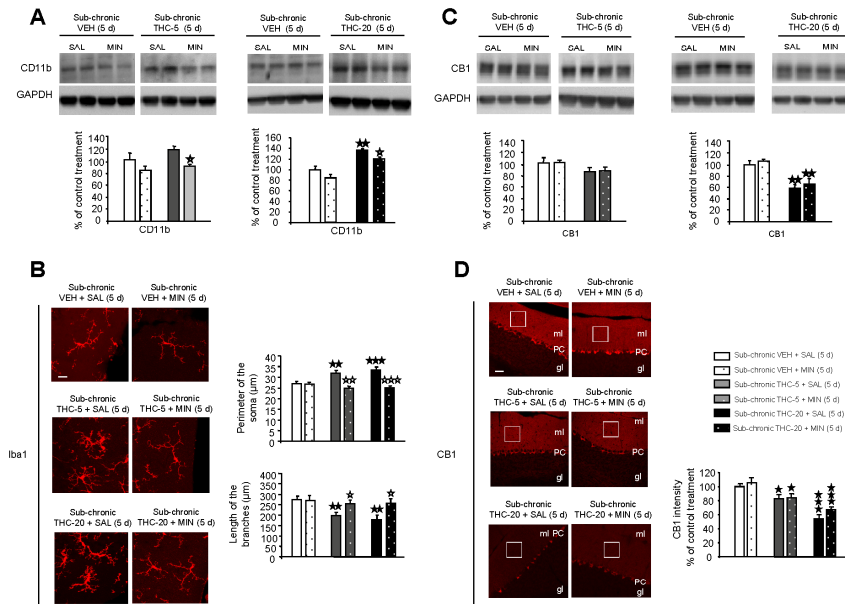 A
Sub-chronic
VEH (5 d)
Sub-chronic
THC-5 (5 d)
Sub-chronic
VEH (5 d)
Sub-chronic
THC-20 (5 d)
SAL MIN SAL MIN SAL MIN SAL MIN
CD11b
GAPDH
% of control treatment
140
120
100
80
60
40
20
0
CD11b
% of control treatment
140
120
100
80
60
40
20
0
CD11b
C
Sub-chronic
VEH (5 d)
Sub-chronic
THC-5 (5 d)
Sub-chronic
VEH (5 d)
Sub-chronic
THC-20 (5 d)
SAL MIN SAL MIN SAL MIN SAL MIN
CB1
GAPDH
% of control treatment
140
120
100
80
60
40
20
0
CB1
% of control treatment
140
120
100
80
60
40
20
0
CB1
B
Iba1
Sub-chronic
VEH + SAL (5 d)
Sub-chronic
VEH + MIN (5 d)
Sub-chronic
THC-5 + SAL (5 d)
Sub-chronic
THC-5 + MIN (5 d)
Sub-chronic
THC-20 + SAL (5 d)
Sub-chronic
THC-20 + MIN (5 d)
Perimeter of the
soma (µm)
40
35
30
25
20
15
10
5
0
Length of the
branches (µm)
400
350
300
250
200
150
100
50
0
D
CB1
Sub-chronic
VEH + SAL (5 d)
Sub-chronic
VEH + MIN (5 d)
ml
PC
gl
ml
PC
gl
Sub-chronic
THC-5 + SAL (5 d)
Sub-chronic
THC-5 + MIN (5 d)
ml
PC
gl
ml
PC
gl
Sub-chronic
THC-20 + SAL (5 d)
Sub-chronic
THC-20 + MIN (5 d)
ml PC
gl
ml
PC
gl
Sub-chronic VEH + SAL (5 d)
Sub-chronic VEH + MIN (5 d)
Sub-chronic THC-5 + SAL (5 d)
Sub-chronic THC-5 + MIN (5 d)
Sub-chronic THC-20 + SAL (5 d)
Sub-chronic THC-20 + MIN (5 d)
CB1 intensity
% of control treatment
120
100
80
60
40
20
0